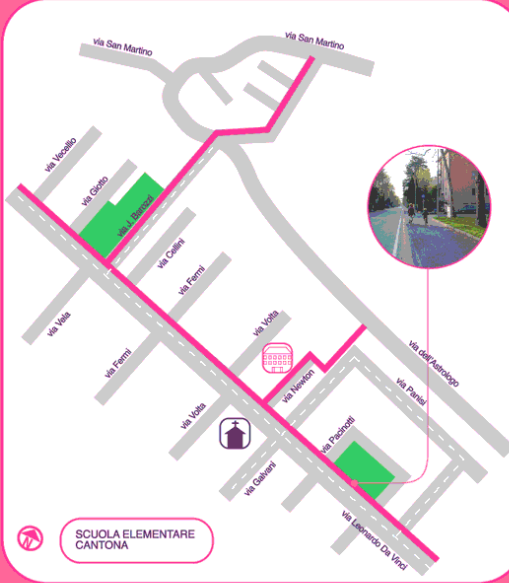 via San Martino
via San Martino
via Vecellio
via Giotto
via J. Barozzi
via Cellini
via Fermi
via Vela
via Fermi
via Volta
via dell'Astrologo
via Newton
via Panisi
via Volta
via Pacinotti
via Galvani
via Leonardo Da Vinci
SCUOLA ELEMENTARE
CANTONA